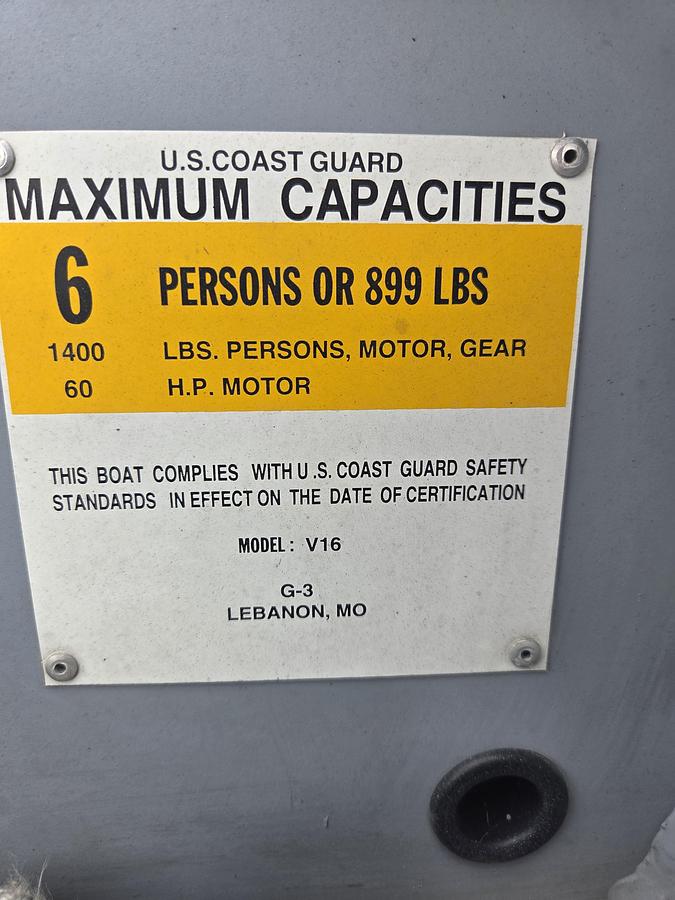 U.S.COAST GUARD
MAXIMUM CAPACITIES
6 PERSONS OR 899 LBS
1400 LBS. PERSONS, MOTOR, GEAR
60 H.P. MOTOR
THIS BOAT COMPLIES WITH U.S. COAST GUARD SAFETY
STANDARDS IN EFFECT ON THE DATE OF CERTIFICATION
MODEL: V16
G-3
LEBANON, MO